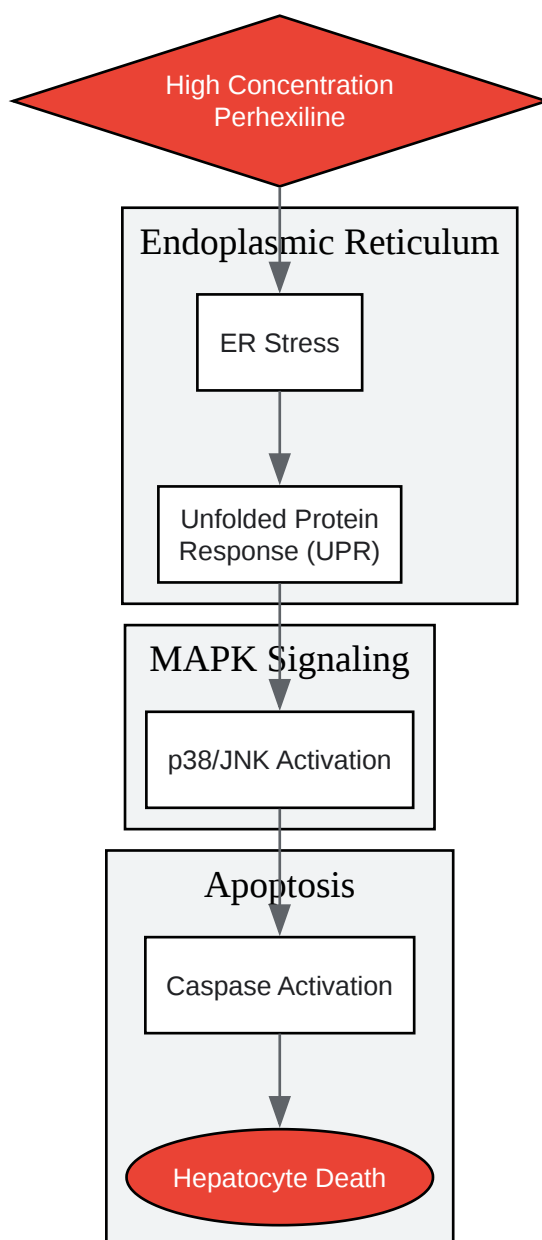 High Concentration
Perhexiline
Endoplasmic Reticulum
ER Stress
Unfolded Protein
Response (UPR)
MAPK Signaling
p38/JNK Activation
Apoptosis
Caspase Activation
Hepatocyte Death